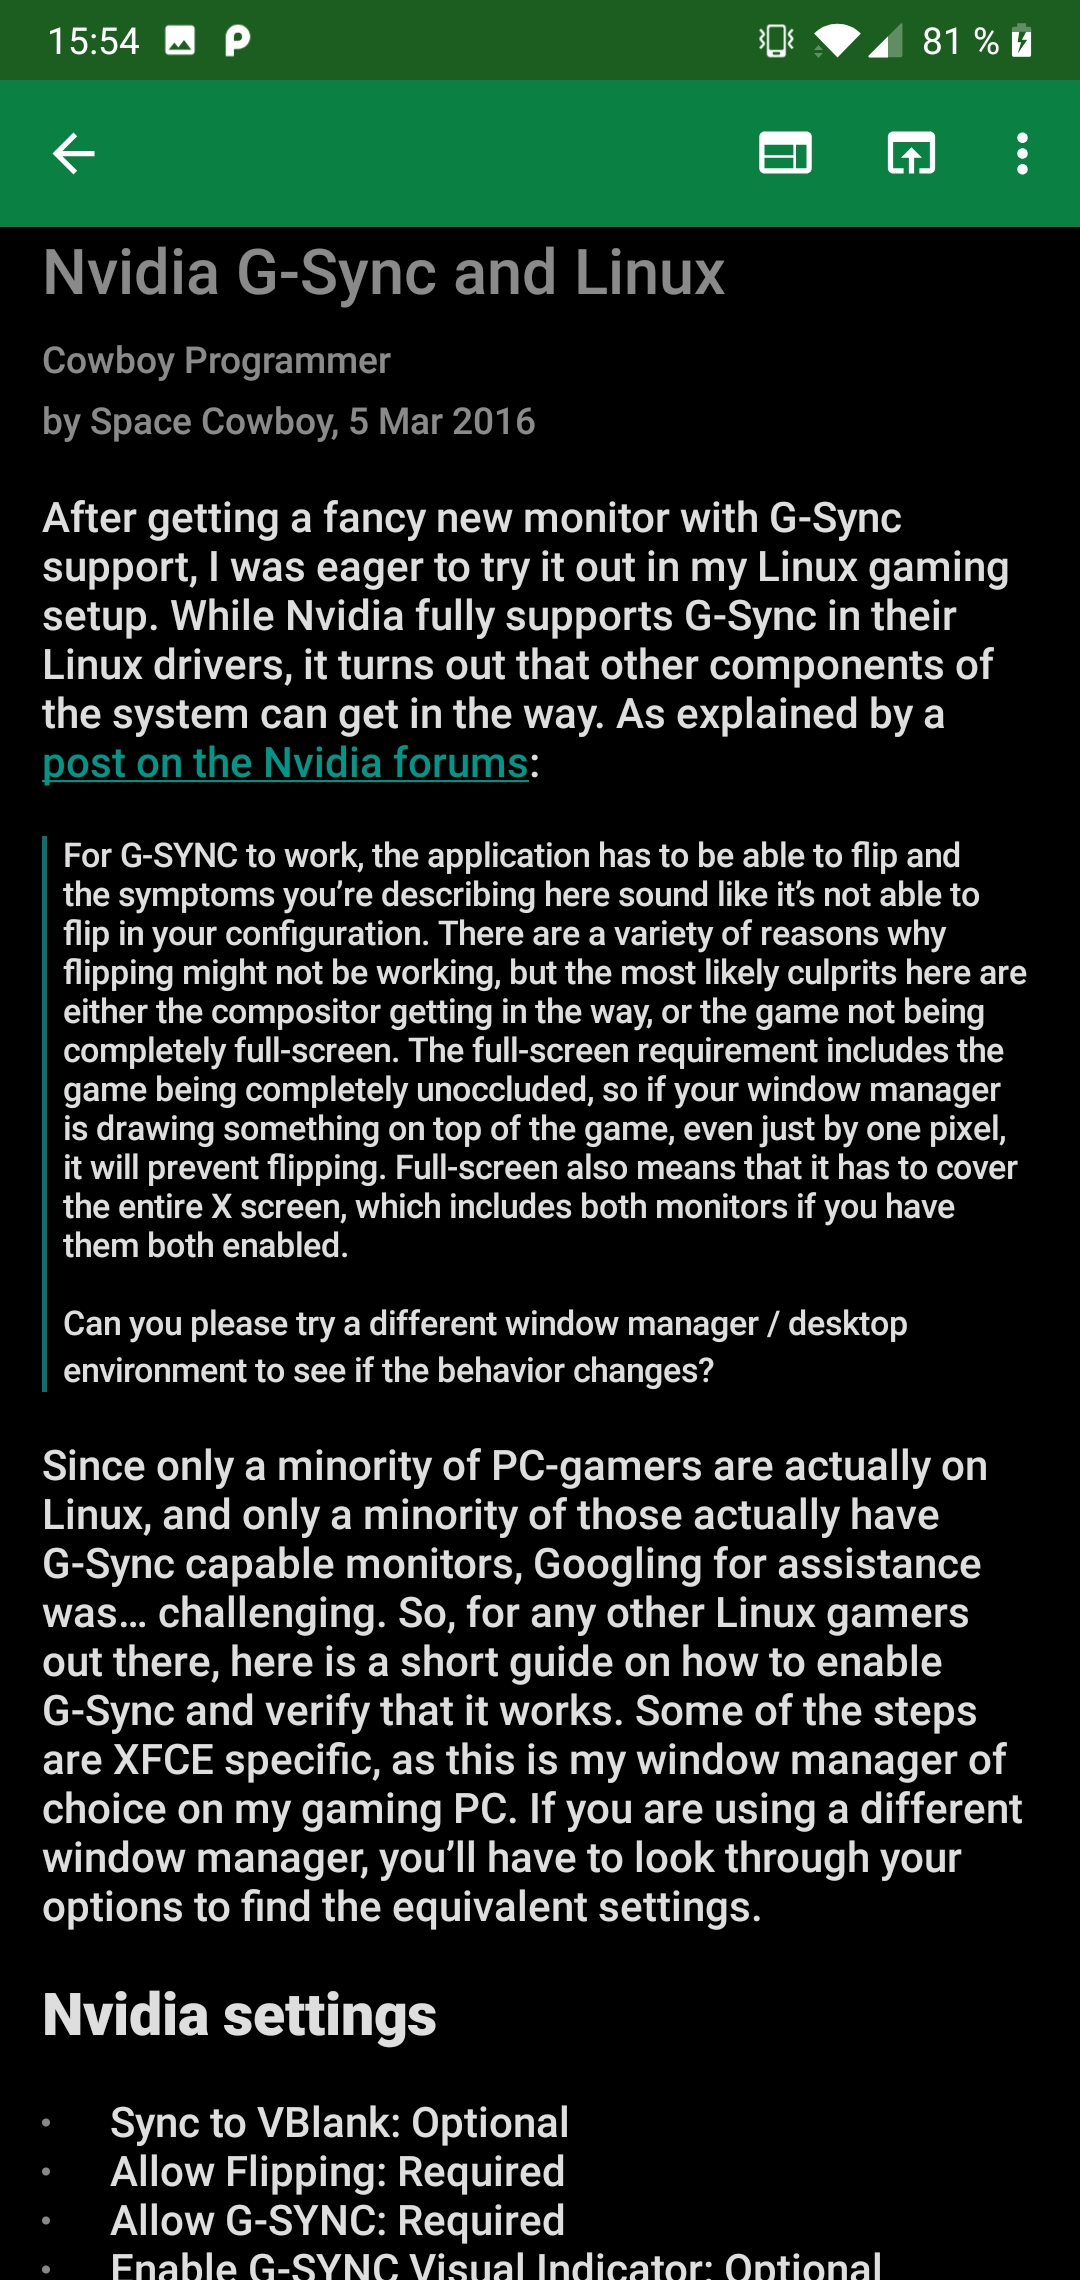 15:54
81 %
Nvidia G-Sync and Linux
Cowboy Programmer
by Space Cowboy, 5 Mar 2016
After getting a fancy new monitor with G-Sync
support, I was eager to try it out in my Linux gaming
setup. While Nvidia fully supports G-Sync in their
Linux drivers, it turns out that other components of
the system can get in the way. As explained by a
post on the Nvidia forums:
For G-SYNC to work, the application has to be able to flip and
the symptoms you’re describing here sound like it’s not able to
flip in your configuration. There are a variety of reasons why
flipping might not be working, but the most likely culprits here are
either the compositor getting in the way, or the game not being
completely full-screen. The full-screen requirement includes the
game being completely unoccluded, so if your window manager
is drawing something on top of the game, even just by one pixel,
it will prevent flipping. Full-screen also means that it has to cover
the entire X screen, which includes both monitors if you have
them both enabled.
Can you please try a different window manager / desktop
environment to see if the behavior changes?
Since only a minority of PC-gamers are actually on
Linux, and only a minority of those actually have
G-Sync capable monitors, Googling for assistance
was… challenging. So, for any other Linux gamers
out there, here is a short guide on how to enable
G-Sync and verify that it works. Some of the steps
are XFCE specific, as this is my window manager of
choice on my gaming PC. If you are using a different
window manager, you’ll have to look through your
options to find the equivalent settings.
Nvidia settings
• Sync to VBlank: Optional
• Allow Flipping: Required
• Allow G-SYNC: Required
• Enable G-SYNC Visual Indicator: Optional